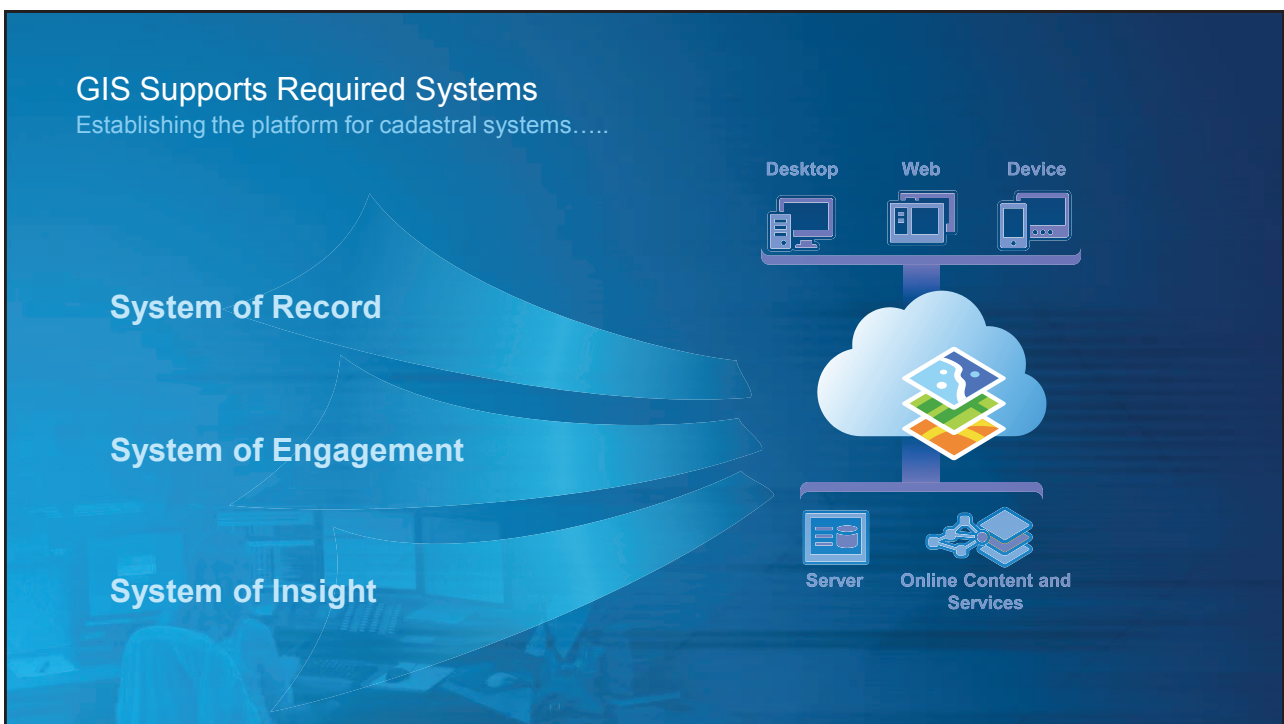 GIS Supports Required Systems
Establishing the platform for cadastral systems…..
Desktop
Web
Device
System of Record
System of Engagement
System of Insight
Server
Online Content and
Services